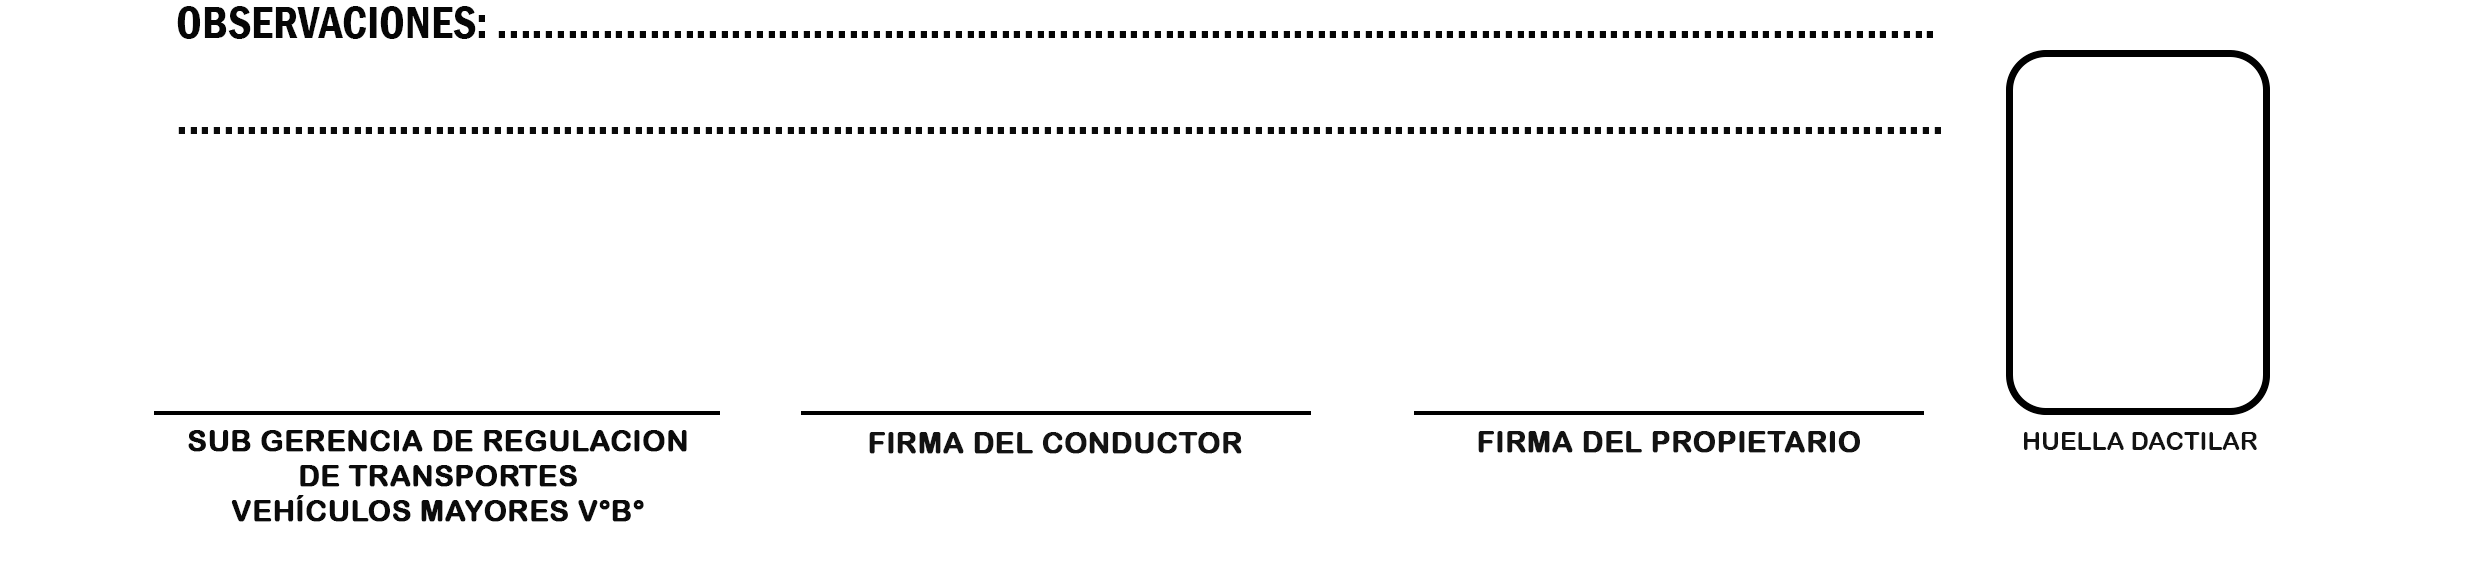 OBSERVACIONES: ........................................................................................................................
........................................................................................................................
SUB GERENCIA DE REGULACION
DE TRANSPORTES
VEHÍCULOS MAYORES V°B°
FIRMA DEL CONDUCTOR
FIRMA DEL PROPIETARIO
HUELLA DACTILAR